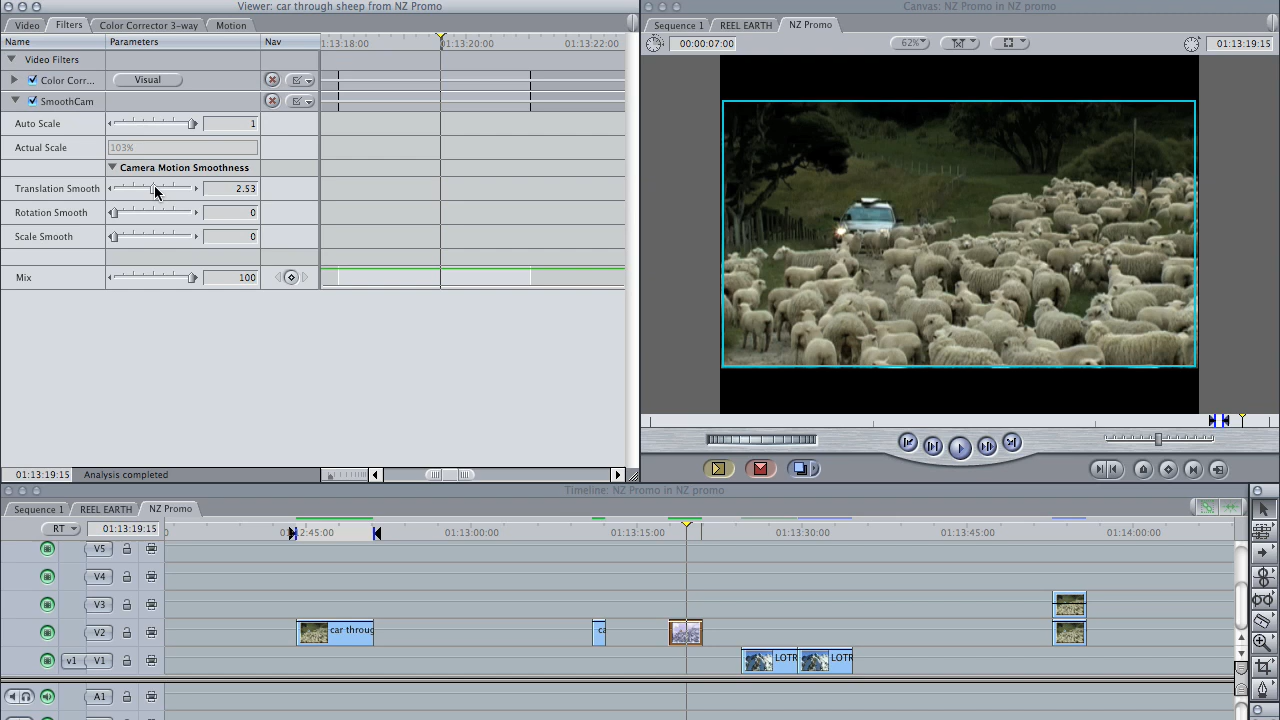 Viewer: car through sheep from NZ Promo
Canvas: NZ Promo in NZ promo
Video Filters Color Corrector 3-way Motion
Sequence 1 REEL EARTH NZ Promo
Name Parameters Nav 1:13:18:00 01:13:20:00 01:13:22:00
00:00:07:00 62% 01:13:19:15
Video Filters
Color Corr... Visual
SmoothCam
Auto Scale 1
Actual Scale 103%
Camera Motion Smoothness
Translation Smooth 2.53
Rotation Smooth 0
Scale Smooth 0
Mix 100
01:13:19:15 Analysis completed
Timeline: NZ Promo in NZ promo
Sequence 1 REEL EARTH NZ Promo
RT 01:13:19:15 0 2:45:00 01:13:00:00 01:13:15:00 01:13:30:00 01:13:45:00 01:14:00:00
V5
V4
V3
V2 car throug ca
v1 V1 LOTR LOTR
A1